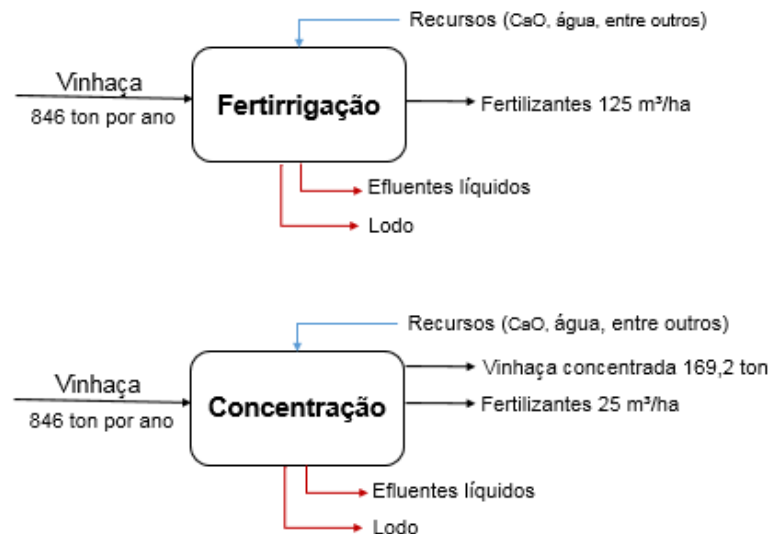 Recursos (CaO, água, entre outros)
Vinhaça
846 ton por ano
Fertirrigação
Fertilizantes 125 m³/ha
Efluentes líquidos
Lodo
Recursos (CaO, água, entre outros)
Vinhaça
846 ton por ano
Concentração
Vinhaça concentrada 169,2 ton
Fertilizantes 25 m³/ha
Efluentes líquidos
Lodo